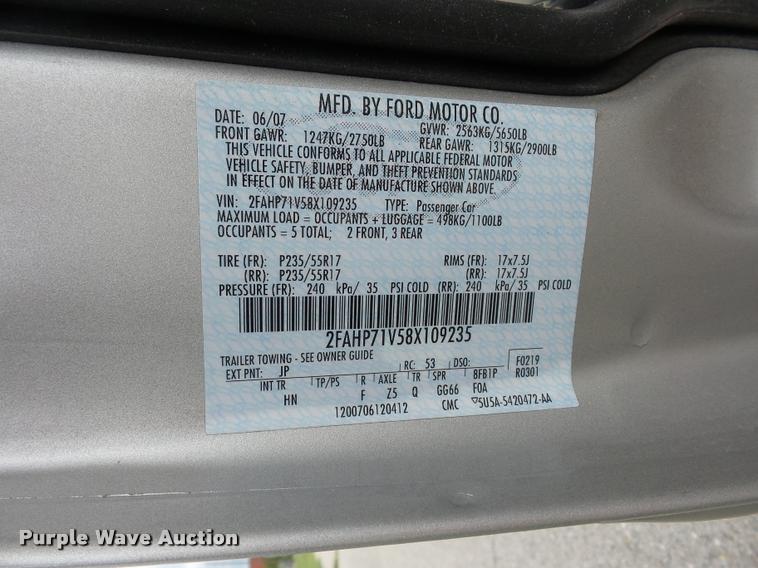 MFD. BY FORD MOTOR CO.
DATE: 06/07 GVWR: 2563KG/5650LB
FRONT GAWR: 1247KG/2750LB REAR GAWR: 1315KG/2900LB
THIS VEHICLE CONFORMS TO ALL APPLICABLE FEDERAL MOTOR
VEHICLE SAFETY, BUMPER, AND THEFT PREVENTION STANDARDS
IN EFFECT ON THE DATE OF MANUFACTURE SHOWN ABOVE.
VIN: 2FAHP71V58X109235 TYPE: Passenger Car
MAXIMUM LOAD = OCCUPANTS + LUGGAGE = 498KG/1100LB
OCCUPANTS = 5 TOTAL; 2 FRONT, 3 REAR
TIRE (FR): P235/55R17 RIMS (FR): 17x7.5J
(RR): P235/55R17 (RR): 17x7.5J
PRESSURE (FR): 240 kPa/ 35 PSI COLD (RR): 240 kPa/ 35 PSI COLD
2FAHP71V58X109235
TRAILER TOWING - SEE OWNER GUIDE
EXT PNT: JP RC: 53 DSO: F0219
INT TR TP/PS R AXLE TR SPR BFB1P R0301
HN F Z5 Q GG66 FOA
1200706120412 CMC 5U5A-5420472-AA
Purple Wave Auction